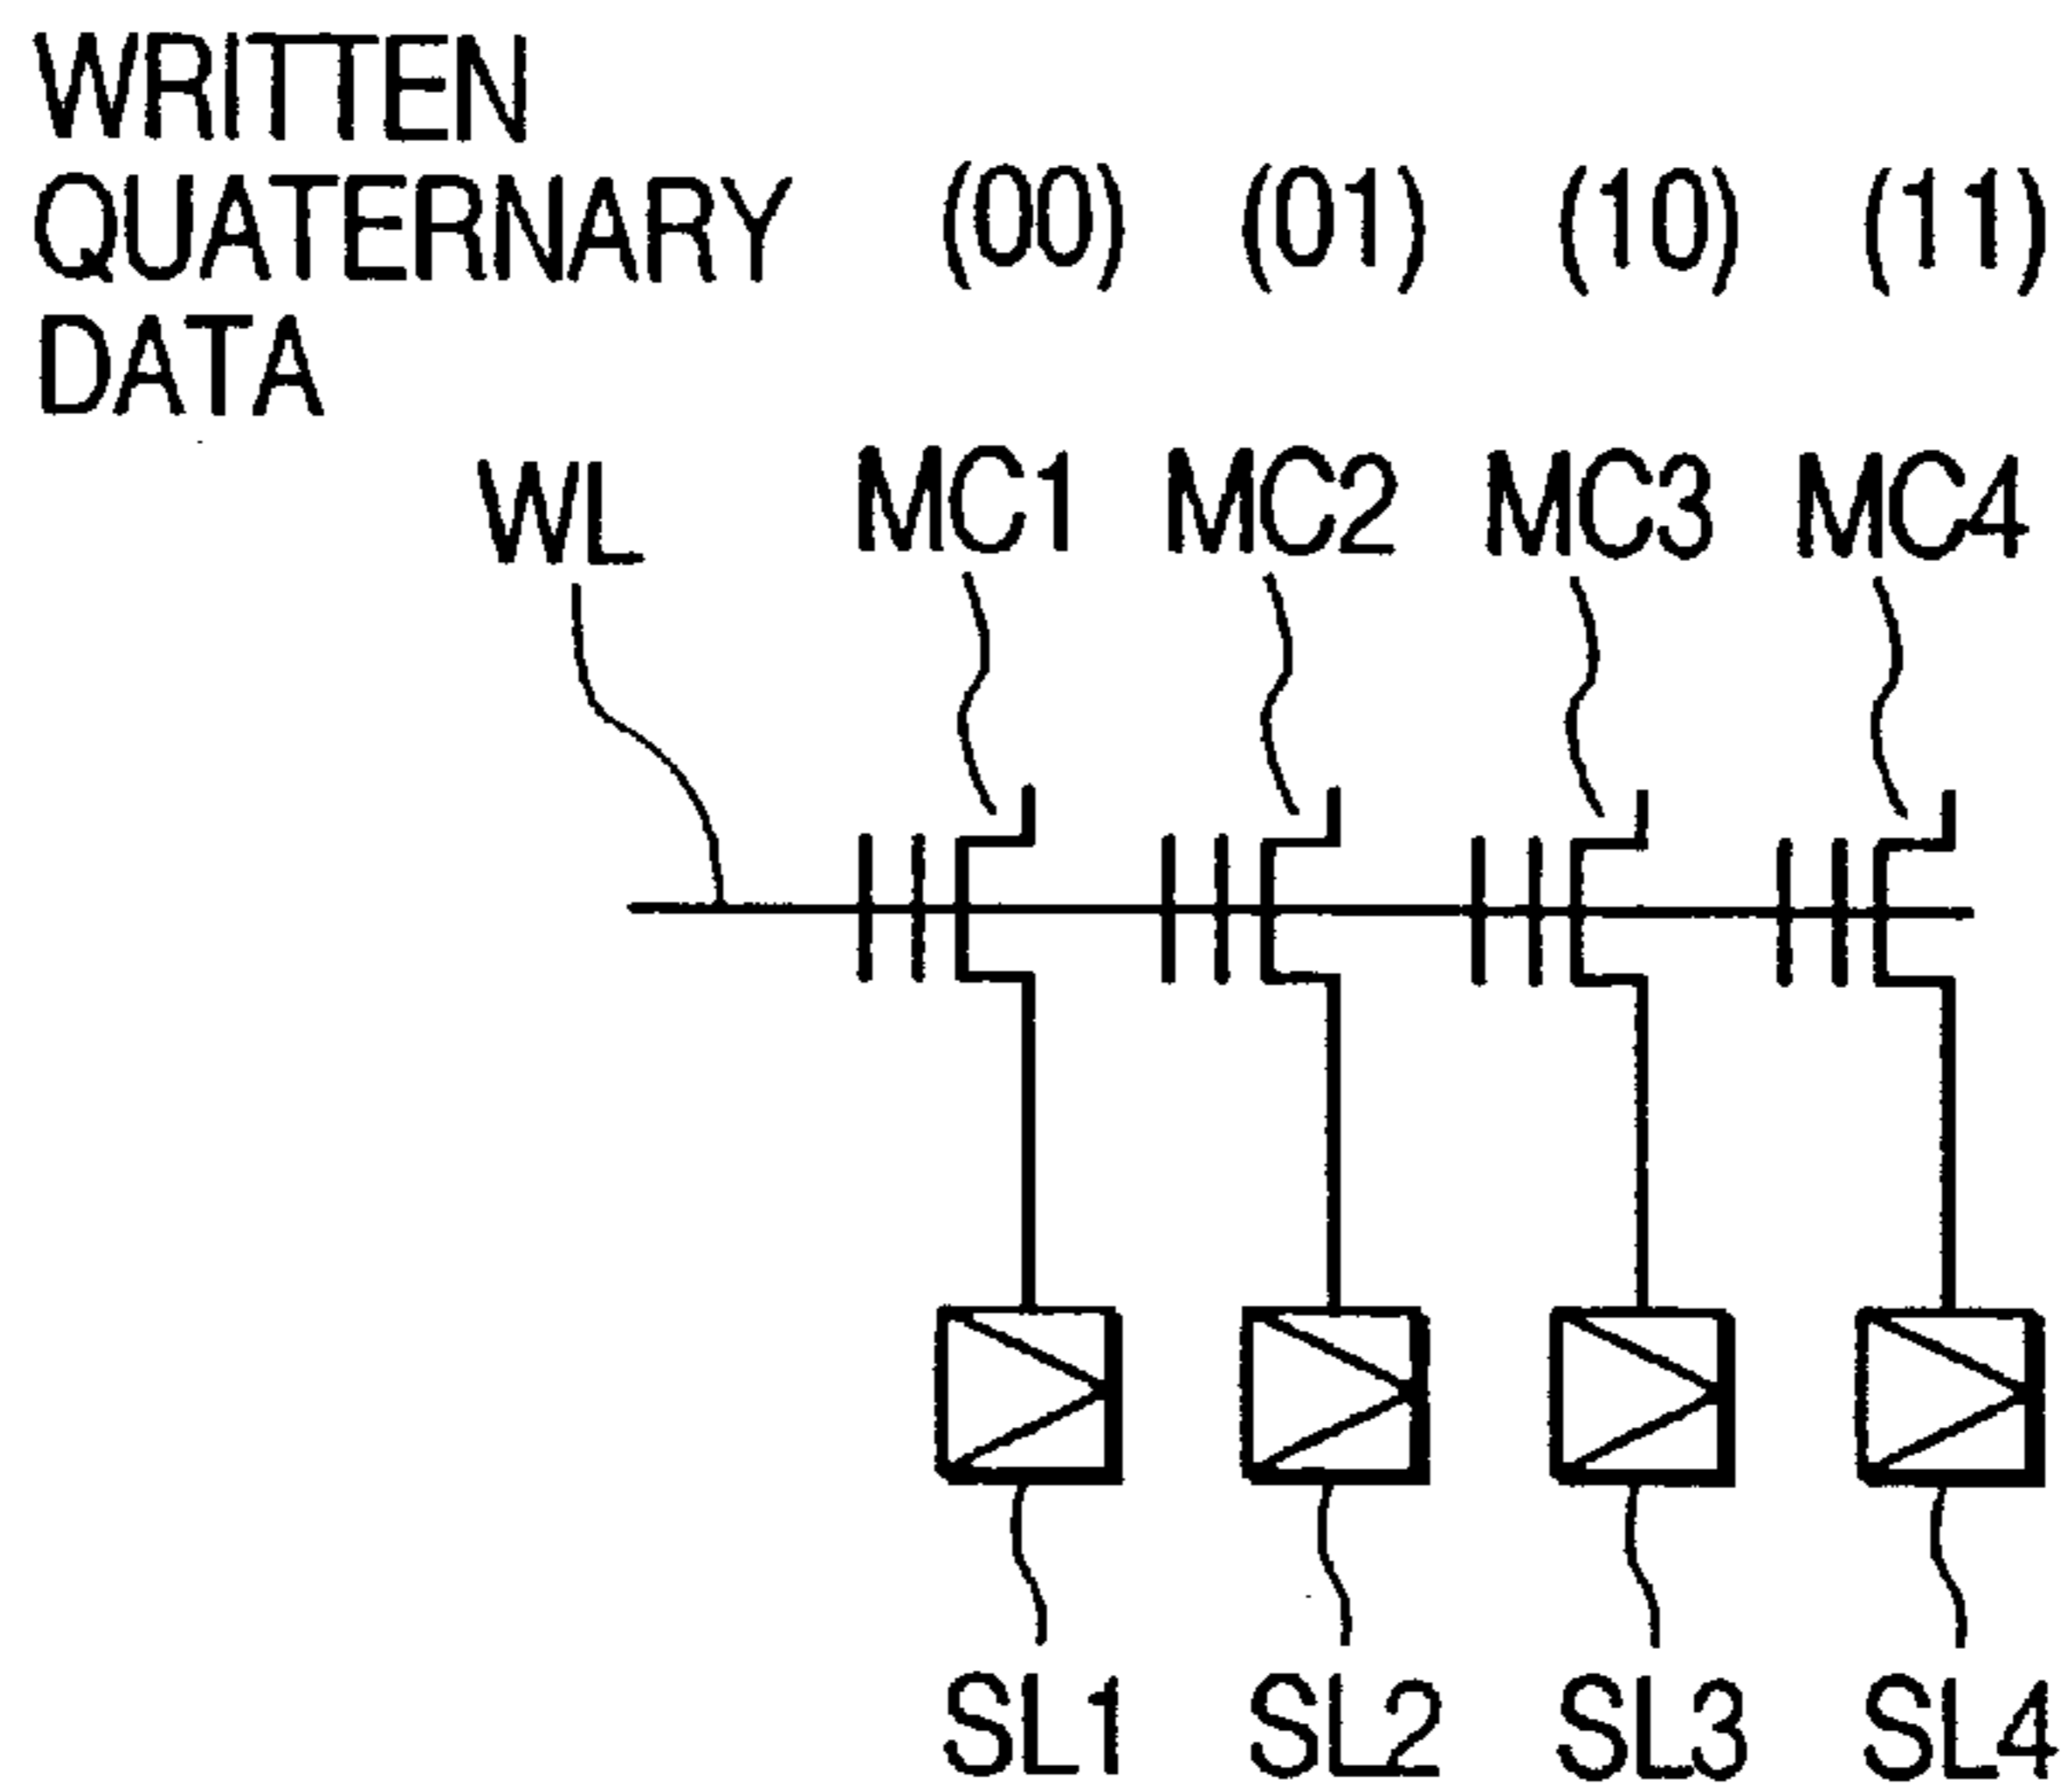 WRITTEN
QUATERNARY (00) (01) (10) (11)
DATA
WL MC1 MC2 MC3 MC4
SL1 SL2 SL3 SL4